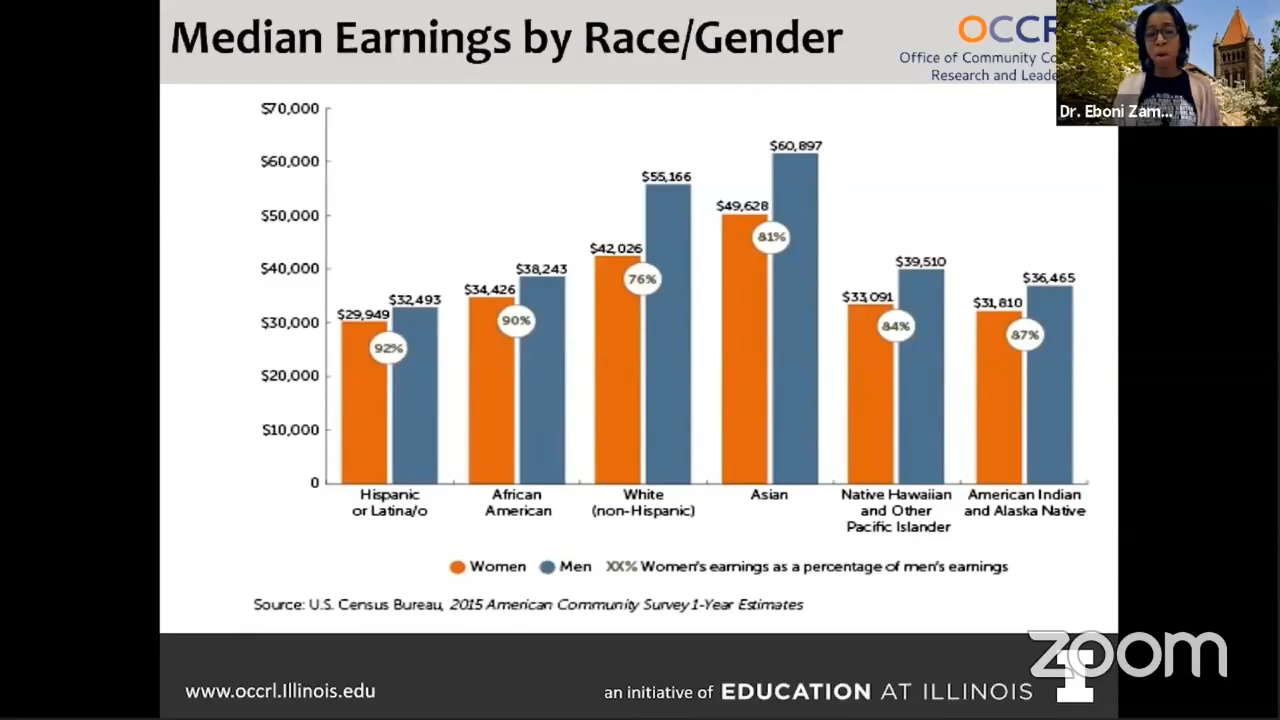 Median Earnings by Race/Gender
OCCR
Office of Community Co
Research and Leade
Dr. Eboni Zam...
$70,000
$60,000
$50,000
$40,000
$30,000
$20,000
$10,000
0
$29,949
$32,493
92%
$34,426
$38,243
90%
$42,026
$55,166
76%
$49,628
$60,897
81%
$33,091
$39,510
84%
$31,810
$36,465
87%
Hispanic
or Latina/o
African
American
White
(non-Hispanic)
Asian
Native Hawaiian
and Other
Pacific Islander
American Indian
and Alaska Native
Women Men XX% Women's earnings as a percentage of men's earnings
Source: U.S. Census Bureau, 2015 American Community Survey 1-Year Estimates
zoom
www.occrl.Illinois.edu
an initiative of EDUCATION AT ILLINOIS
I